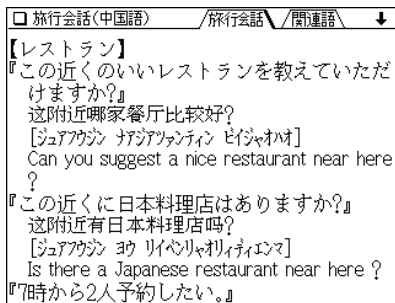 旅行会話(中国語) 旅行会話 関連語 ↓
【レストラン】
『この近くのいいレストランを教えていただ
けますか?』
这附近哪家餐厅比较好?
[ジュアフウジン ナアジアツァンティン ビイジャオハオ]
Can you suggest a nice restaurant near here
?
『この近くに日本料理店はありますか?』
这附近有日本料理店吗?
[ジュアフウジン ヨウ リイベンリャオリィディエンマ]
Is there a Japanese restaurant near here ?
『7時から2人予約したい。』